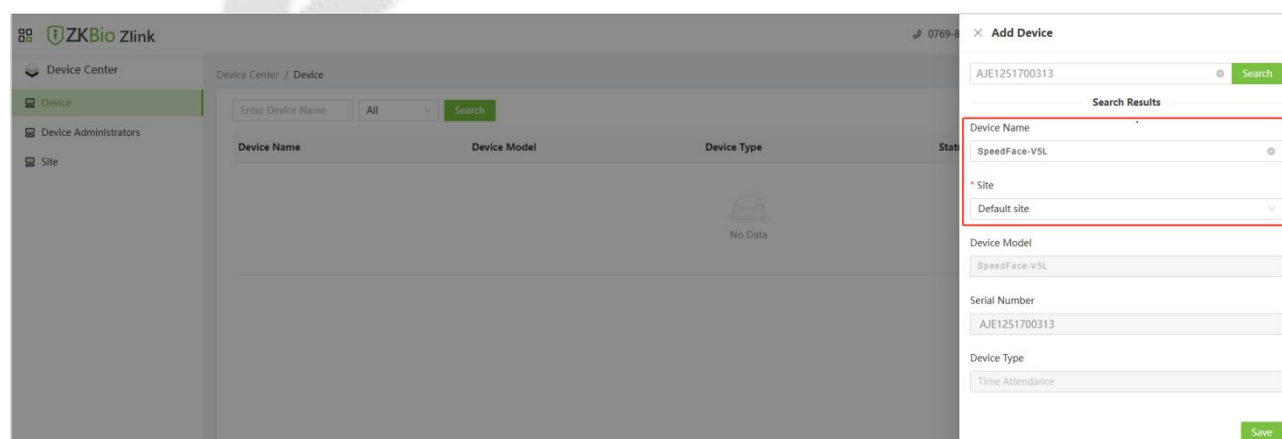 ZKBio Zlink
0769-8
Device Center
Device
Device Administrators
Site
Device Center / Device
Enter Device Name All Search
Device Name Device Model Device Type Stat
No Data
Add Device
AJE1251700313 Search
Search Results
Device Name
SpeedFace-V5L
* Site
Default site
Device Model
SpeedFace-V5L
Serial Number
AJE1251700313
Device Type
Time Attendance
Save